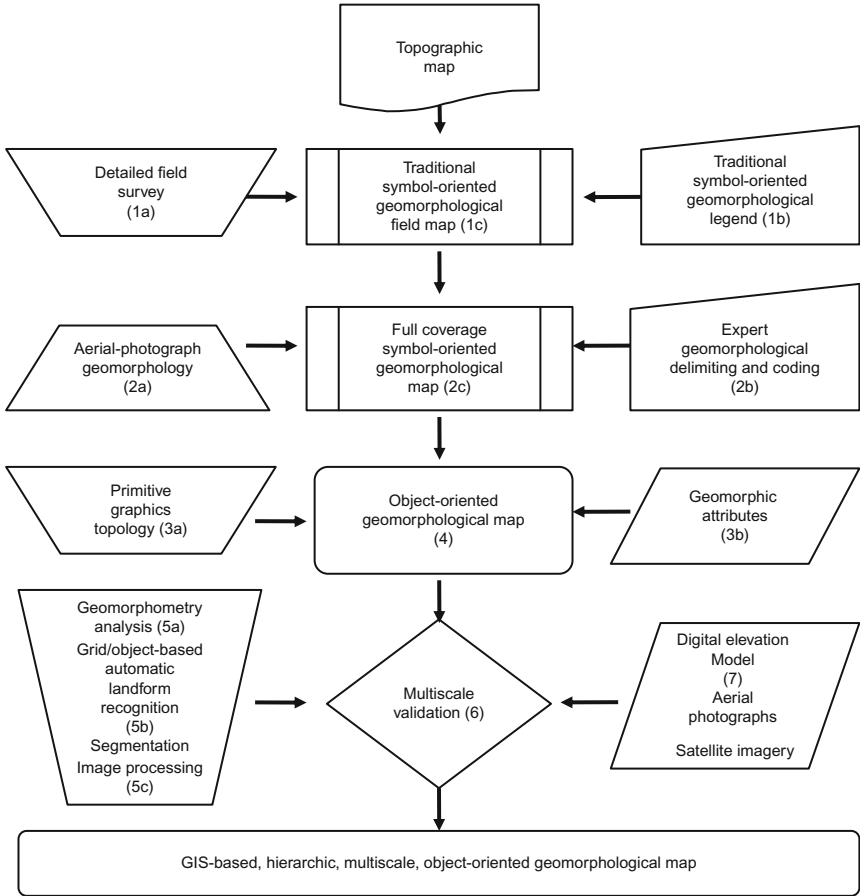 Topographic
map
Detailed field
survey
(1a)
Traditional
symbol-oriented
geomorphological
field map (1c)
Traditional
symbol-oriented
geomorphological
legend (1b)
Aerial-photograph
geomorphology
(2a)
Full coverage
symbol-oriented
geomorphological
map (2c)
Expert
geomorphological
delimiting and coding
(2b)
Primitive
graphics
topology (3a)
Object-oriented
geomorphological map
(4)
Geomorphic
attributes
(3b)
Geomorphometry
analysis (5a)
Grid/object-based
automatic
landform
recognition
(5b)
Segmentation
Image processing
(5c)
Multiscale
validation (6)
Digital elevation
Model
(7)
Aerial
photographs
Satellite imagery
GIS-based, hierarchic, multiscale, object-oriented geomorphological map